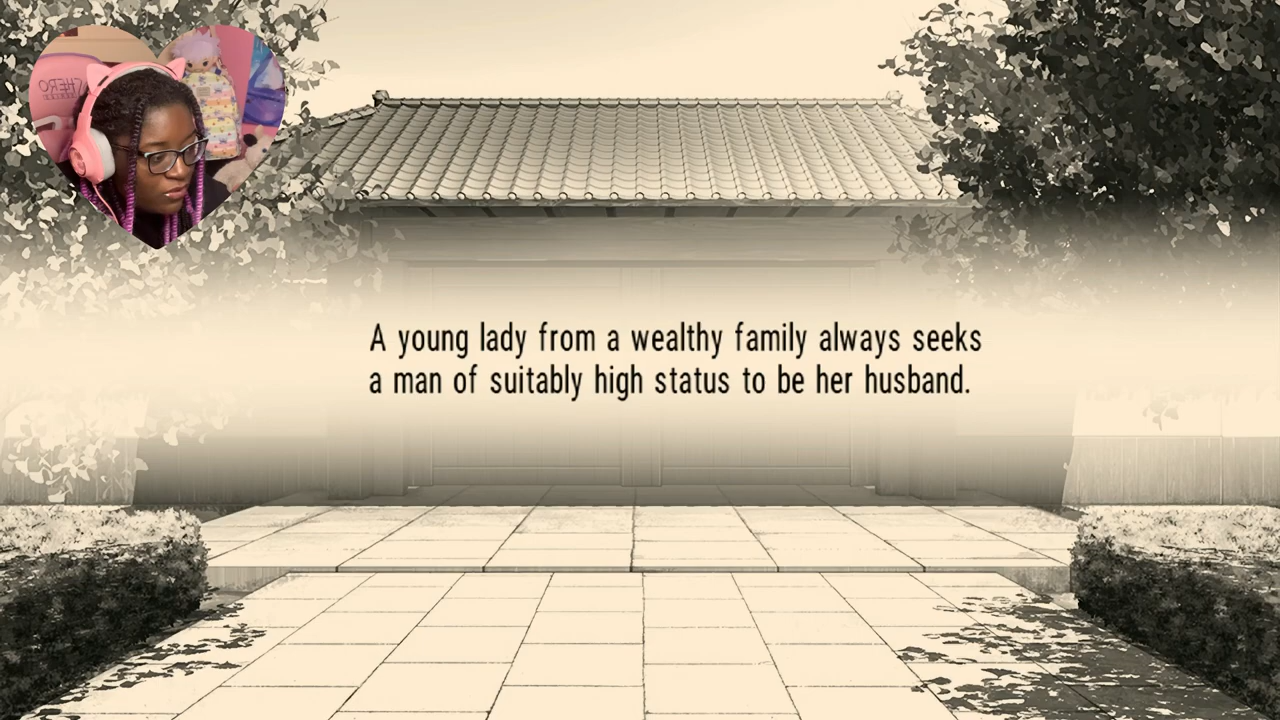 A young lady from a wealthy family always seeks
a man of suitably high status to be her husband.